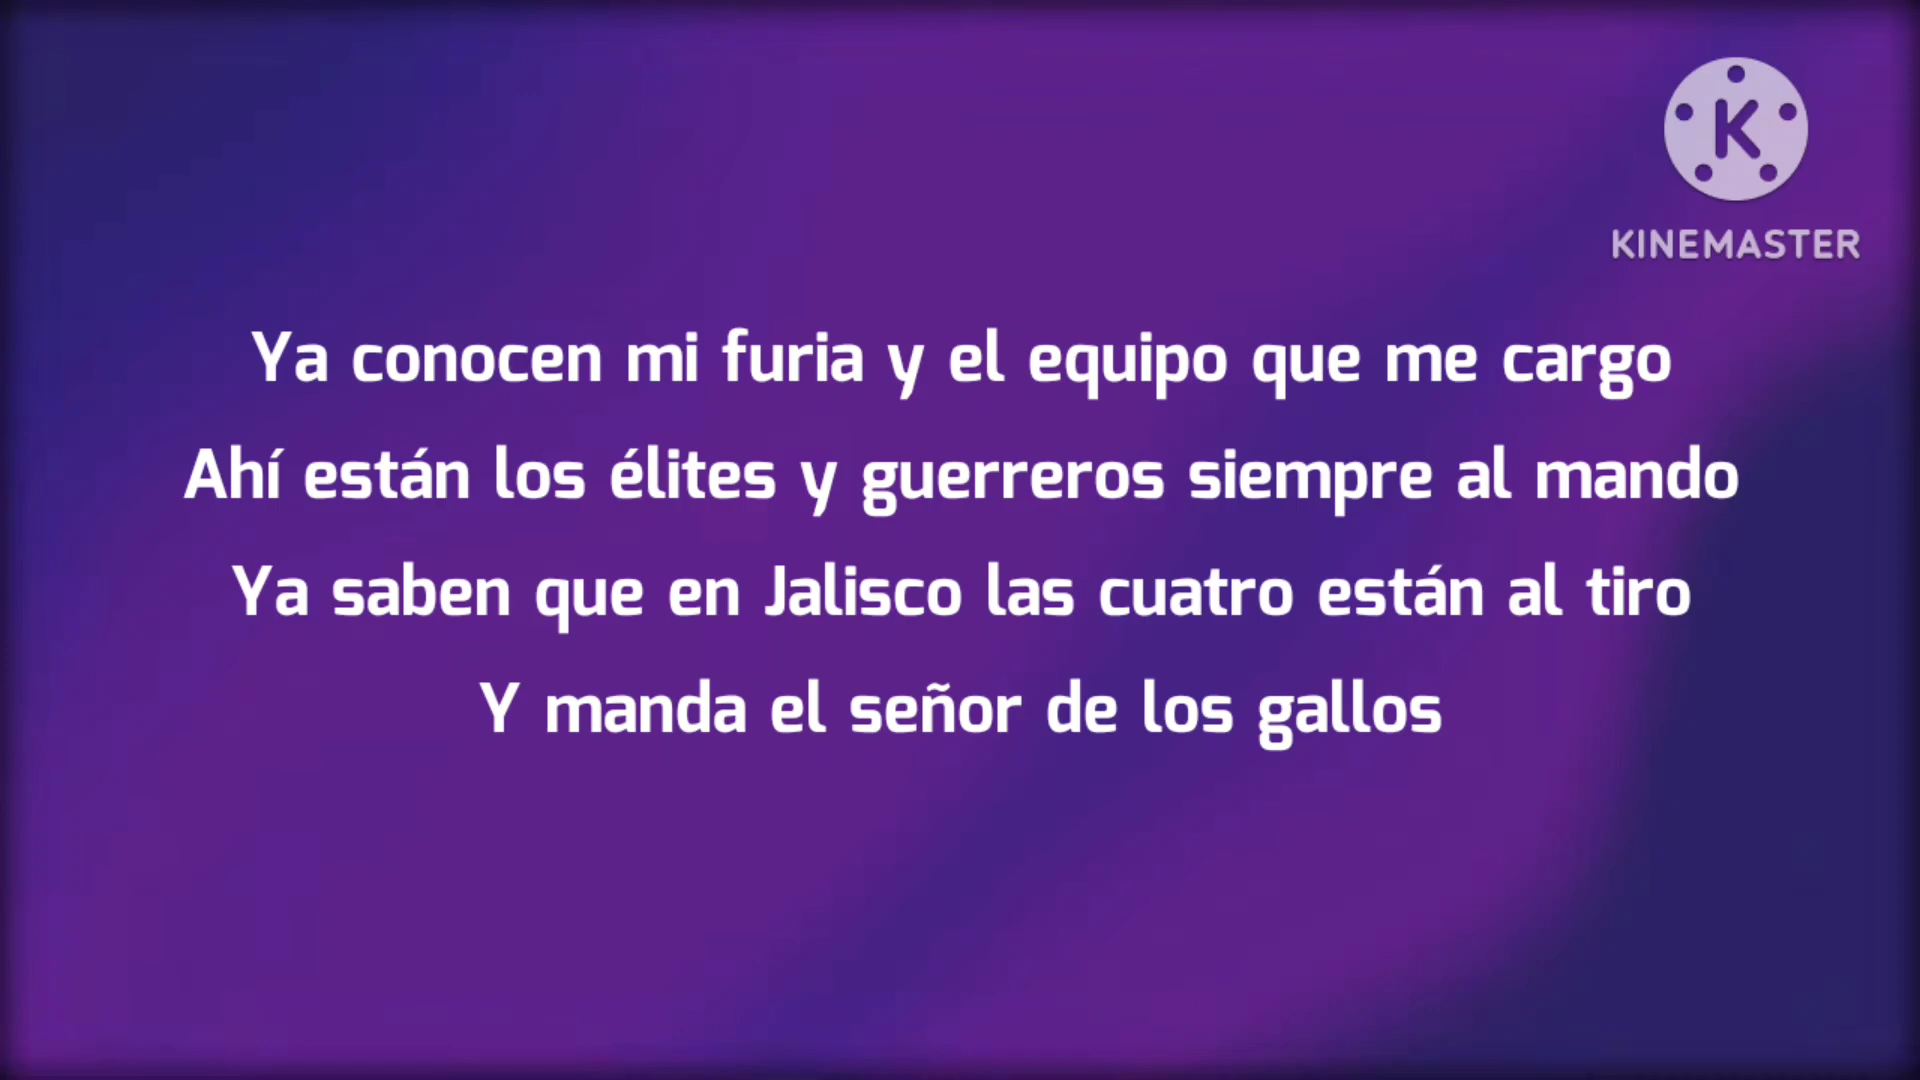 K
KINEMASTER
Ya conocen mi furia y el equipo que me cargo
Ahí están los élites y guerreros siempre al mando
Ya saben que en Jalisco las cuatro están al tiro
Y manda el señor de los gallos